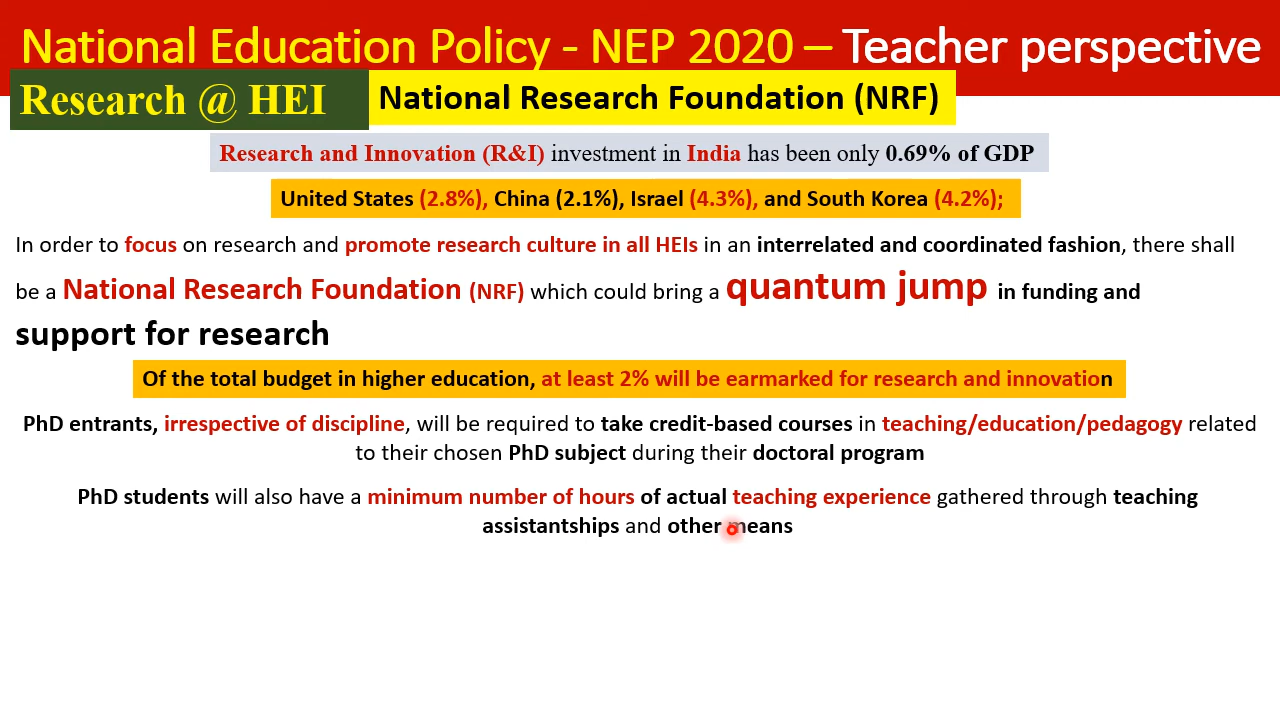 National Education Policy - NEP 2020 – Teacher perspective
Research @ HEI
National Research Foundation (NRF)
Research and Innovation (R&I) investment in India has been only 0.69% of GDP
United States (2.8%), China (2.1%), Israel (4.3%), and South Korea (4.2%);
In order to focus on research and promote research culture in all HEIs in an interrelated and coordinated fashion, there shall
be a National Research Foundation (NRF) which could bring a quantum jump in funding and
support for research
Of the total budget in higher education, at least 2% will be earmarked for research and innovation
PhD entrants, irrespective of discipline, will be required to take credit-based courses in teaching/education/pedagogy related
to their chosen PhD subject during their doctoral program
PhD students will also have a minimum number of hours of actual teaching experience gathered through teaching
assistantships and other means